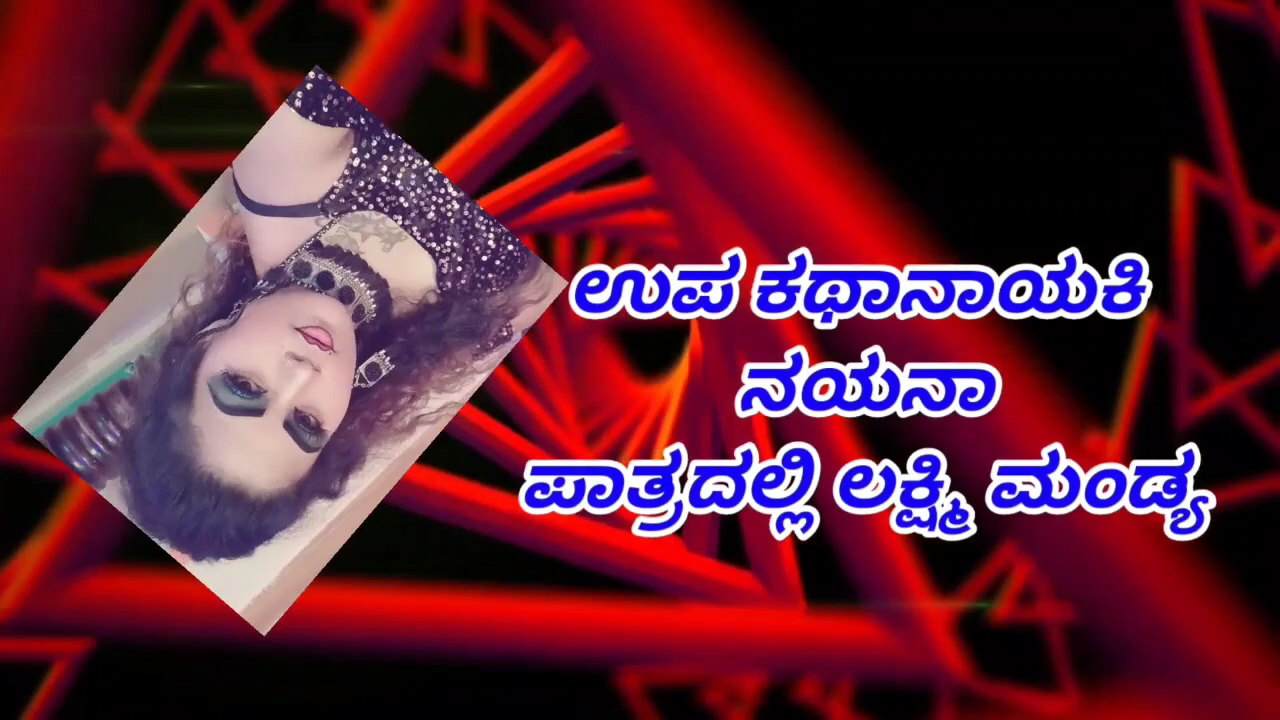 ಉಪ ಕಥಾನಾಯಕಿ
ನಯನಾ
ಪಾತ್ರದಲ್ಲಿ ಲಕ್ಷ್ಮಿ ಮಂಡ್ಯ